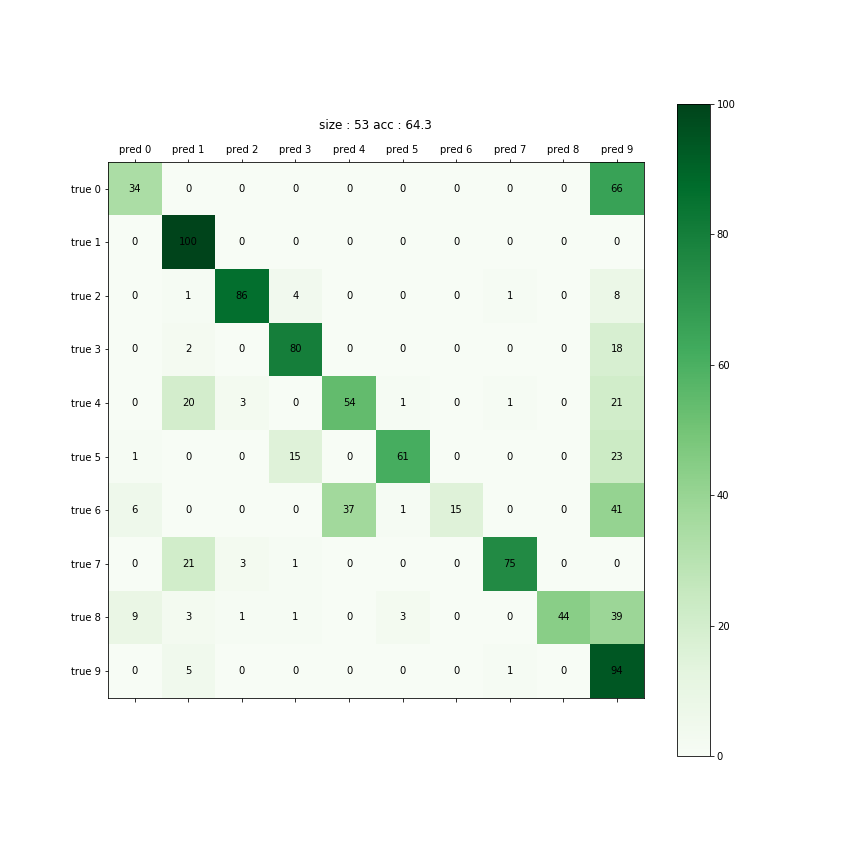 size : 53 acc : 64.3
pred 0 pred 1 pred 2 pred 3 pred 4 pred 5 pred 6 pred 7 pred 8 pred 9
true 0 34 0 0 0 0 0 0 0 0 66
true 1 0 100 0 0 0 0 0 0 0 0
true 2 0 1 86 4 0 0 0 1 0 8
true 3 0 2 0 80 0 0 0 0 0 18
true 4 0 20 3 0 54 1 0 1 0 21
true 5 1 0 0 15 0 61 0 0 0 23
true 6 6 0 0 0 37 1 15 0 0 41
true 7 0 21 3 1 0 0 0 75 0 0
true 8 9 3 1 1 0 3 0 0 44 39
true 9 0 5 0 0 0 0 0 1 0 94
100
80
60
40
20
0